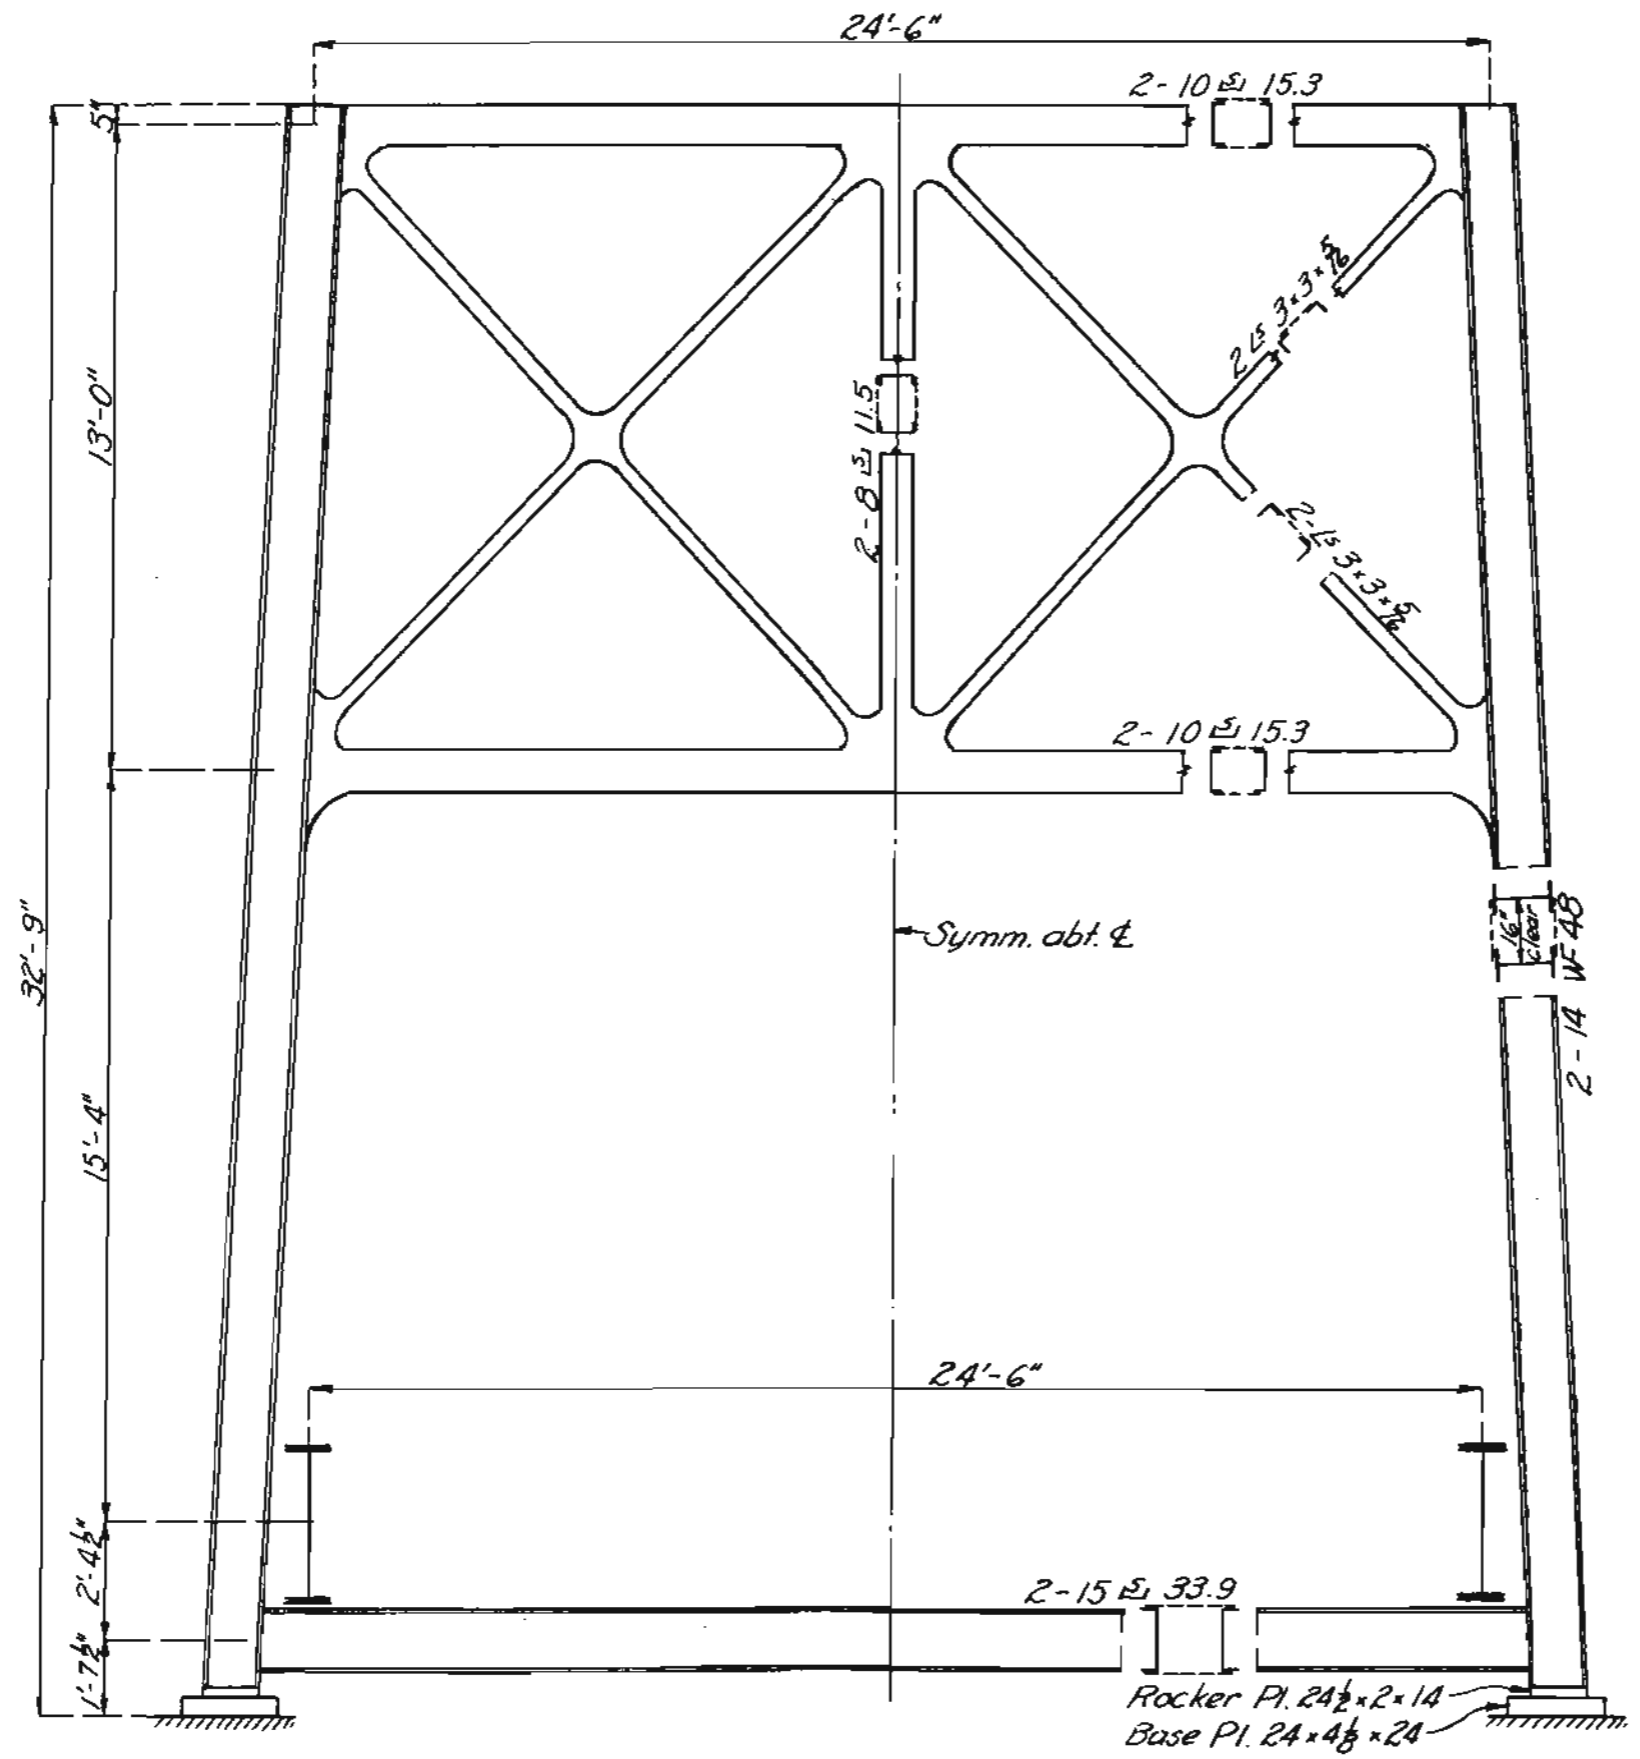 24'-6"
2-10 ⊔s 15.3
5"
13'-0"
2 Ls 3×3×5/16
11.5
2-8 ⊔s
2-Ls 3×3×5/16
2-10 ⊔s 15.3
32'-9"
16"
clear
2-14 WF 48
Symm. abt. ℄
15'-4"
24'-6"
2'-4½"
2-15 ⊔s 33.9
1'-7½"
Rocker Pl. 24½×2×14
Base Pl. 24×4⅛×24